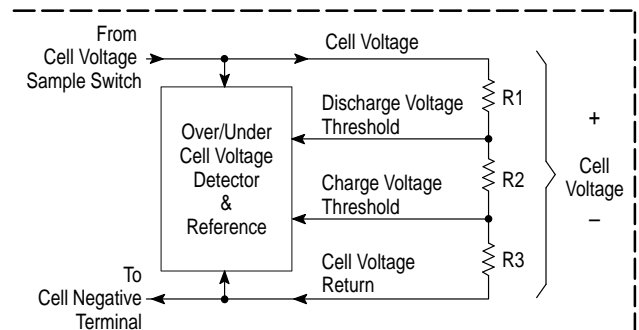 From
Cell Voltage
Sample Switch
Cell Voltage
R1
Discharge Voltage
Threshold
Over/Under
Cell Voltage
Detector
&
Reference
R2
+
Cell
Voltage
–
Charge Voltage
Threshold
R3
Cell Voltage
Return
To
Cell Negative
Terminal